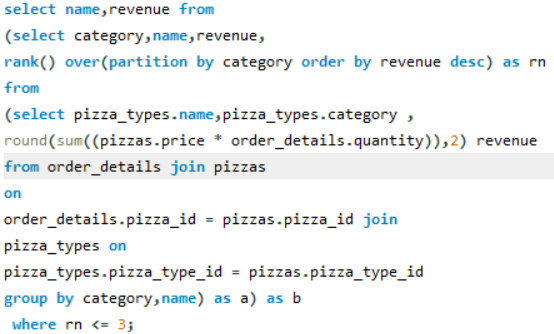 select name,revenue from
(select category,name,revenue,
rank() over(partition by category order by revenue desc) as rn
from
(select pizza_types.name,pizza_types.category ,
round(sum((pizzas.price * order_details.quantity)),2) revenue
from order_details join pizzas
on
order_details.pizza_id = pizzas.pizza_id join
pizza_types on
pizza_types.pizza_type_id = pizzas.pizza_type_id
group by category,name) as a) as b
where rn <= 3;